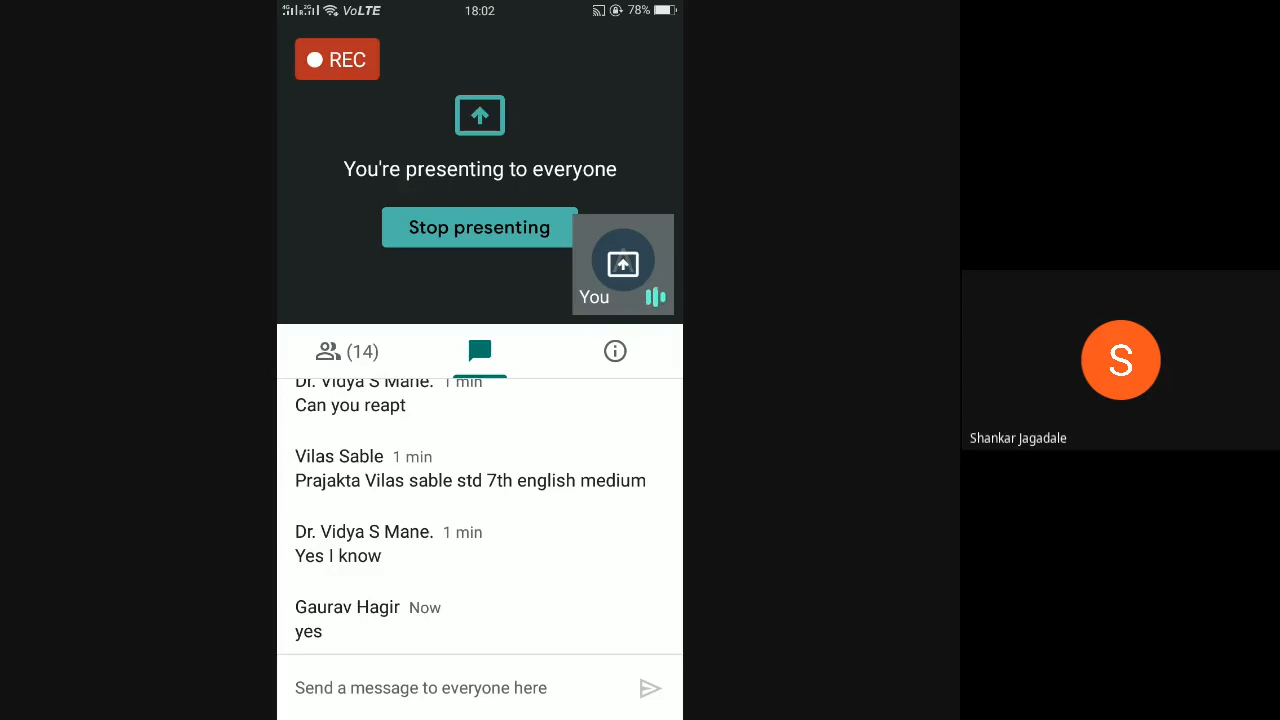 VoLTE 18:02 78%
REC
You're presenting to everyone
Stop presenting
You
(14)
Dr. Vidya S Mane. 1 min
Can you reapt
Vilas Sable 1 min
Prajakta Vilas sable std 7th english medium
Dr. Vidya S Mane. 1 min
Yes I know
Gaurav Hagir Now
yes
Send a message to everyone here
S
Shankar Jagadale